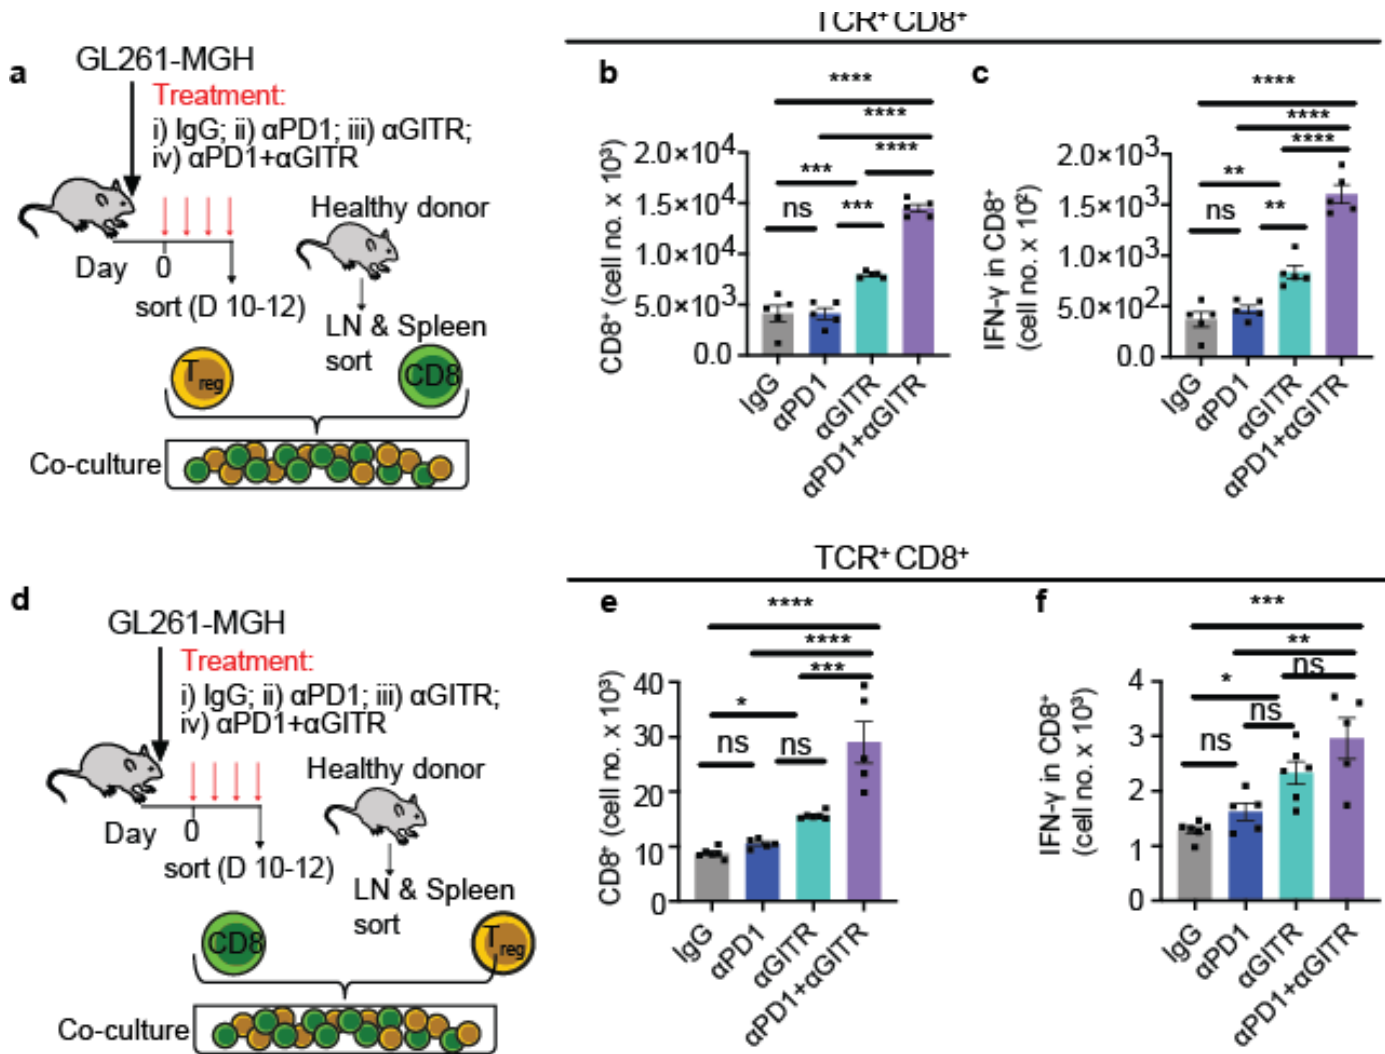 TCR⁺ CD8⁺
a
GL261-MGH
Treatment:
i) IgG; ii) αPD1; iii) αGITR;
iv) αPD1+αGITR
Healthy donor
Day 0
sort (D 10-12)
LN & Spleen
sort
Treg
CD8
Co-culture
b
****
****
****
***
***
ns
CD8⁺ (cell no. x 10³)
2.0×10⁴
1.5×10⁴
1.0×10⁴
5.0×10³
0.0
IgG
αPD1
αGITR
αPD1+αGITR
c
****
****
****
**
**
ns
IFN-γ in CD8⁺
(cell no. x 10²)
2.0×10³
1.5×10³
1.0×10³
5.0×10²
0.0
IgG
αPD1
αGITR
αPD1+αGITR
TCR⁺ CD8⁺
d
GL261-MGH
Treatment:
i) IgG; ii) αPD1; iii) αGITR;
iv) αPD1+αGITR
Healthy donor
Day 0
sort (D 10-12)
LN & Spleen
sort
CD8
Treg
Co-culture
e
****
****
***
*
ns
ns
CD8⁺ (cell no. x 10³)
40
30
20
10
0
IgG
αPD1
αGITR
αPD1+αGITR
f
***
**
ns
*
ns
ns
IFN-γ in CD8⁺
(cell no. x 10³)
4
3
2
1
0
IgG
αPD1
αGITR
αPD1+αGITR